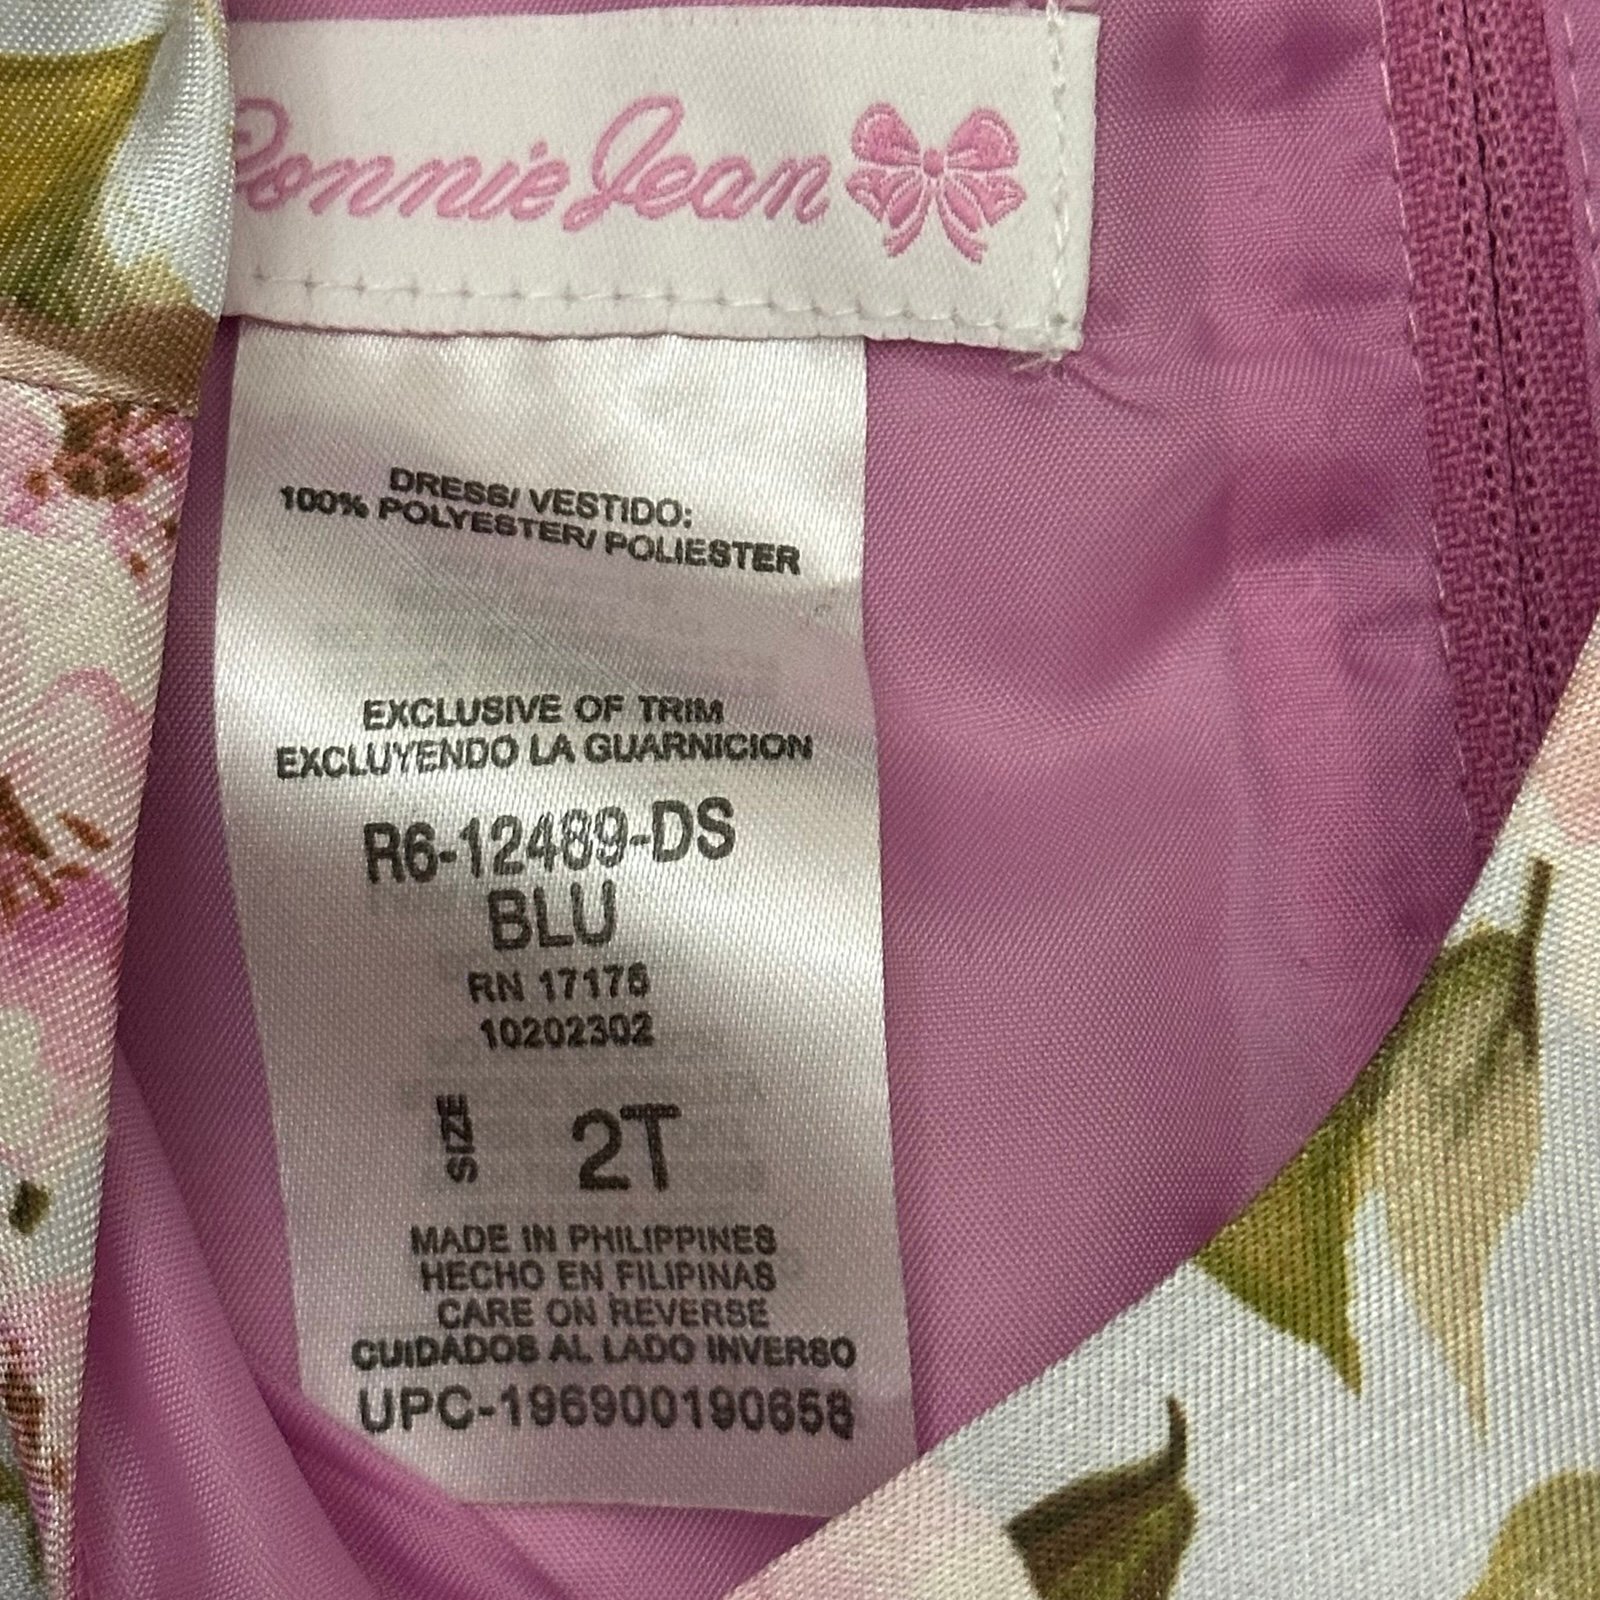 Bonnie Jean
DRESS/ VESTIDO:
100% POLYESTER/ POLIESTER
EXCLUSIVE OF TRIM
EXCLUYENDO LA GUARNICION
R6-12489-DS
BLU
RN 17176
10202302
SIZE 2T
MADE IN PHILIPPINES
HECHO EN FILIPINAS
CARE ON REVERSE
CUIDADOS AL LADO INVERSO
UPC-196900190658